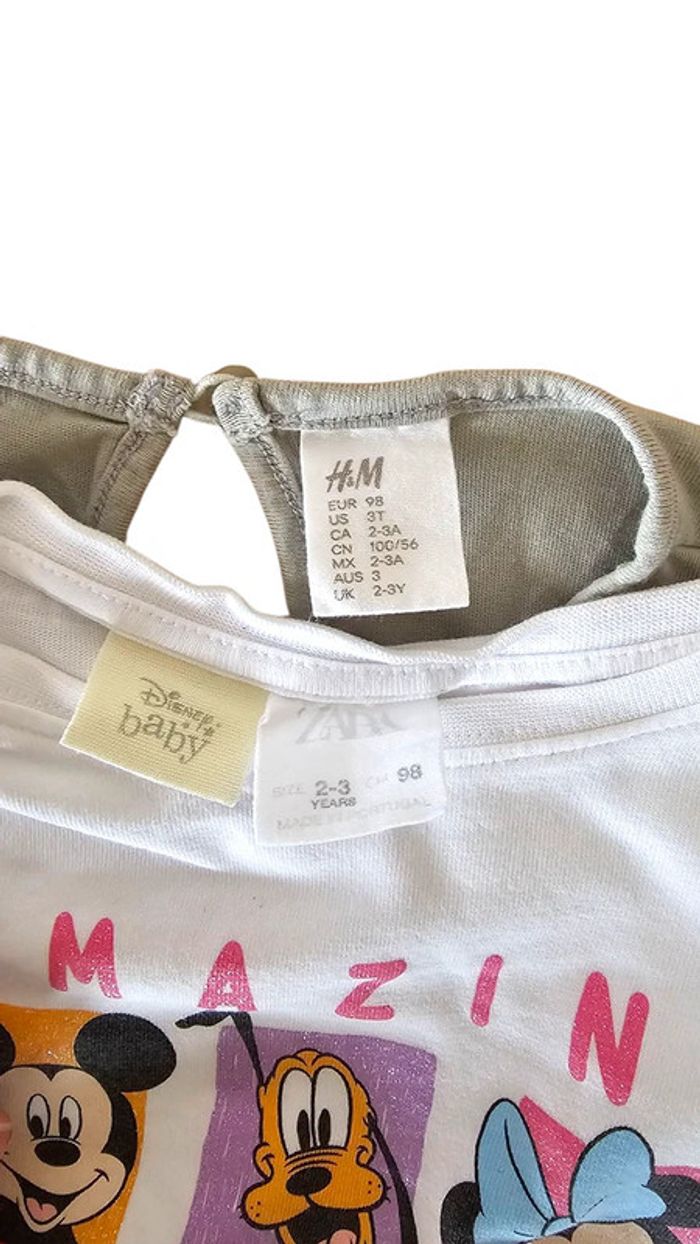 H&M
EUR 98
US 3T
CA 2-3A
CN 100/56
MX 2-3A
AUS 3
UK 2-3Y
Disney
baby
ZARA
SIZE 2-3 CM 98
YEARS
MADE IN PORTUGAL
MAZIN